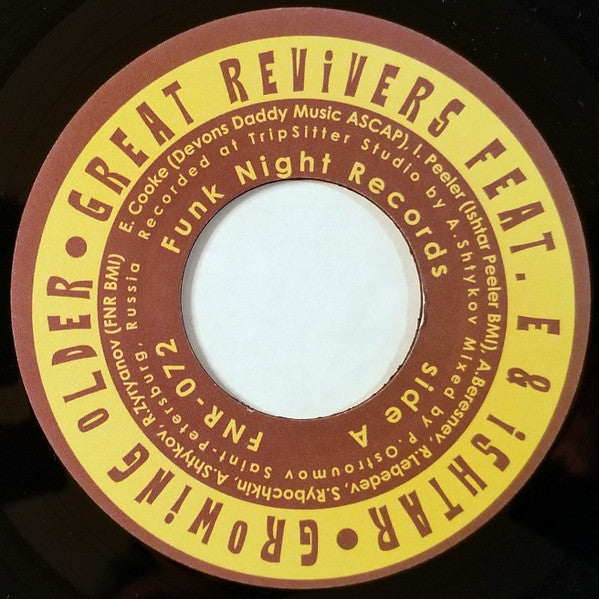 GREAT REViVERS FEAT. E & iSHTAR • GROWiNG OLDER •
E. Cooke (Devons Daddy Music ASCAP), I. Peeler (Ishtar Peeler BMI), A.Beresnev, R.Lebedev, S.Rybochkin, A.Shtykov, R.Zyryanov (FNR BMI)
Recorded at TripSitter Studio by A.Shtykov Mixed by P. Ostroumov Saint-Petersburg, Russia
Funk Night Records
side A
FNR-072